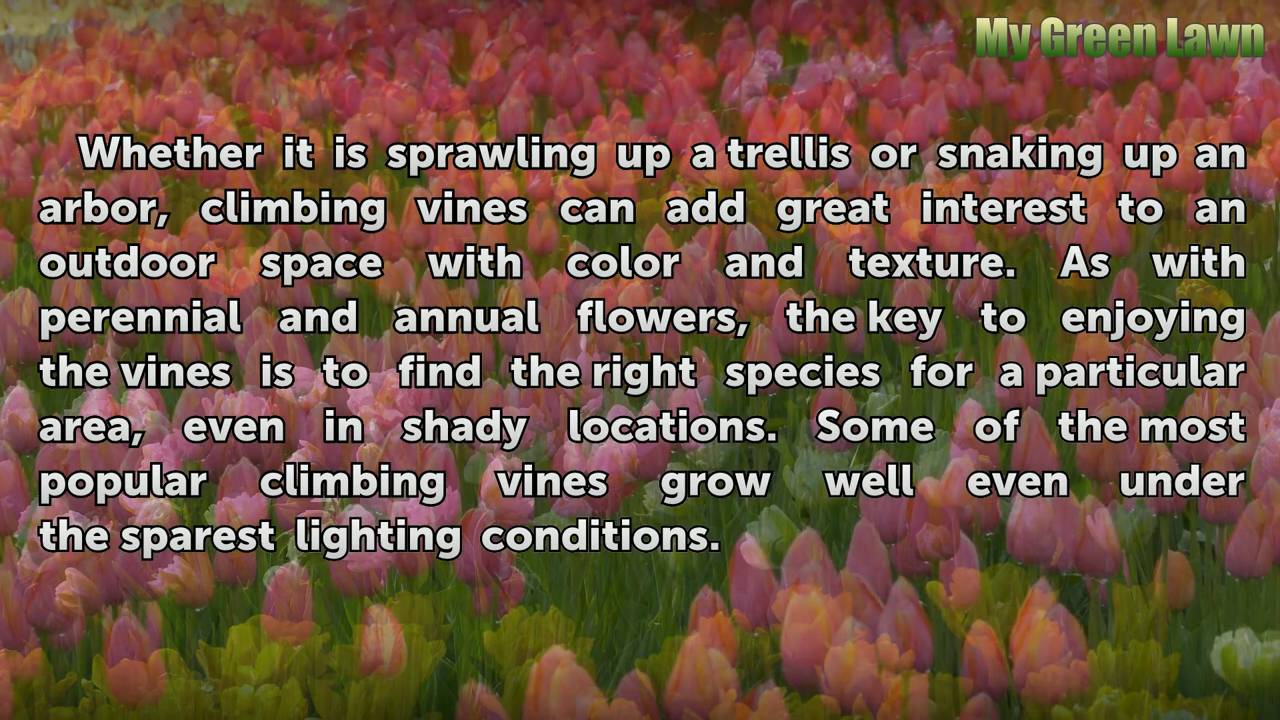 My Green Lawn
Whether it is sprawling up a trellis or snaking up an
arbor, climbing vines can add great interest to an
outdoor space with color and texture. As with
perennial and annual flowers, the key to enjoying
the vines is to find the right species for a particular
area, even in shady locations. Some of the most
popular climbing vines grow well even under
the sparest lighting conditions.